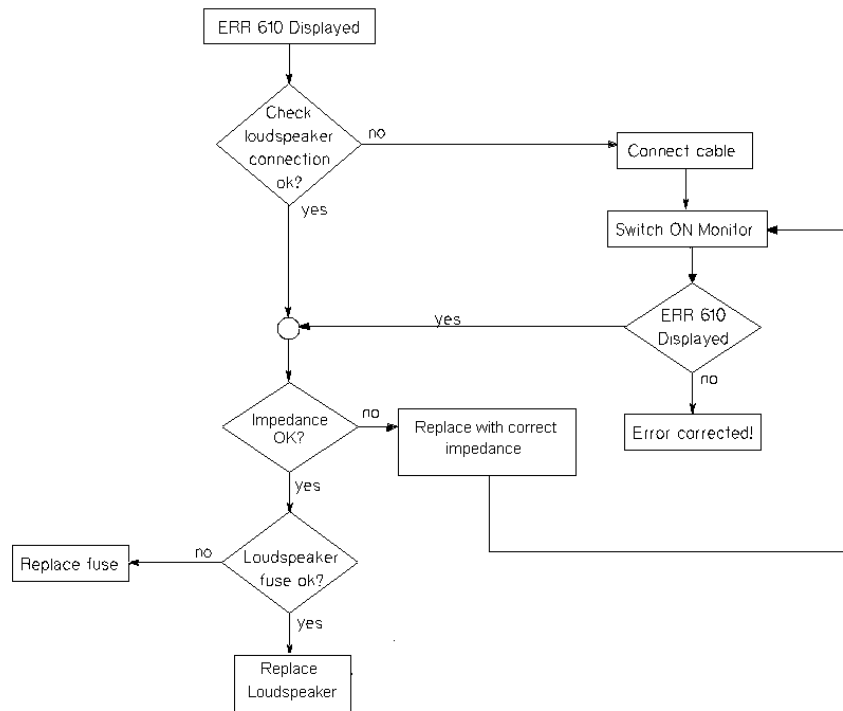 ERR 610 Displayed
Check
loudspeaker
connection
ok?
no
yes
Connect cable
Switch ON Monitor
ERR 610
Displayed
yes
no
Error corrected!
Impedance
OK?
no
yes
Replace with correct
impedance
Loudspeaker
fuse ok?
no
yes
Replace fuse
Replace
Loudspeaker